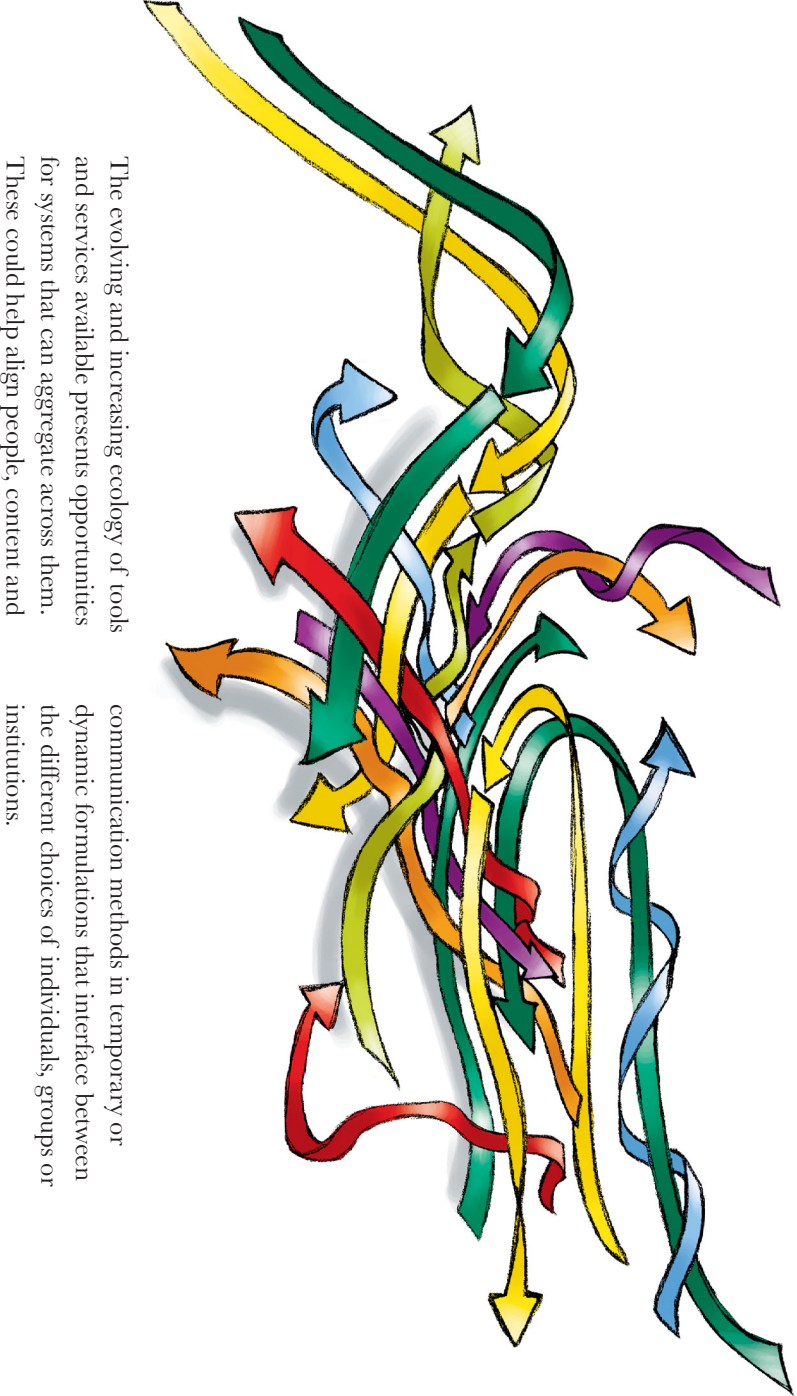 The evolving and increasing ecology of tools
and services available presents opportunities
for systems that can aggregate across them.
These could help align people, content and
communication methods in temporary or
dynamic formulations that interface between
the different choices of individuals, groups or
institutions.